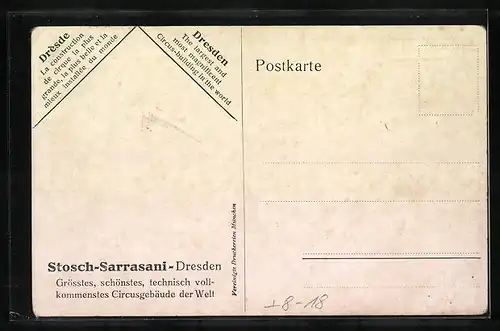 Dresde
La construction
de cirque la plus
grande, la plus belle et la
mieux installée du monde
Dresden
The largest and
most magnificent
Circus-building in the world
Postkarte
Stosch-Sarrasani-Dresden
Grösstes, schönstes, technisch voll-
kommenstes Circusgebäude der Welt
Vereinigte Druckereien München
8-18